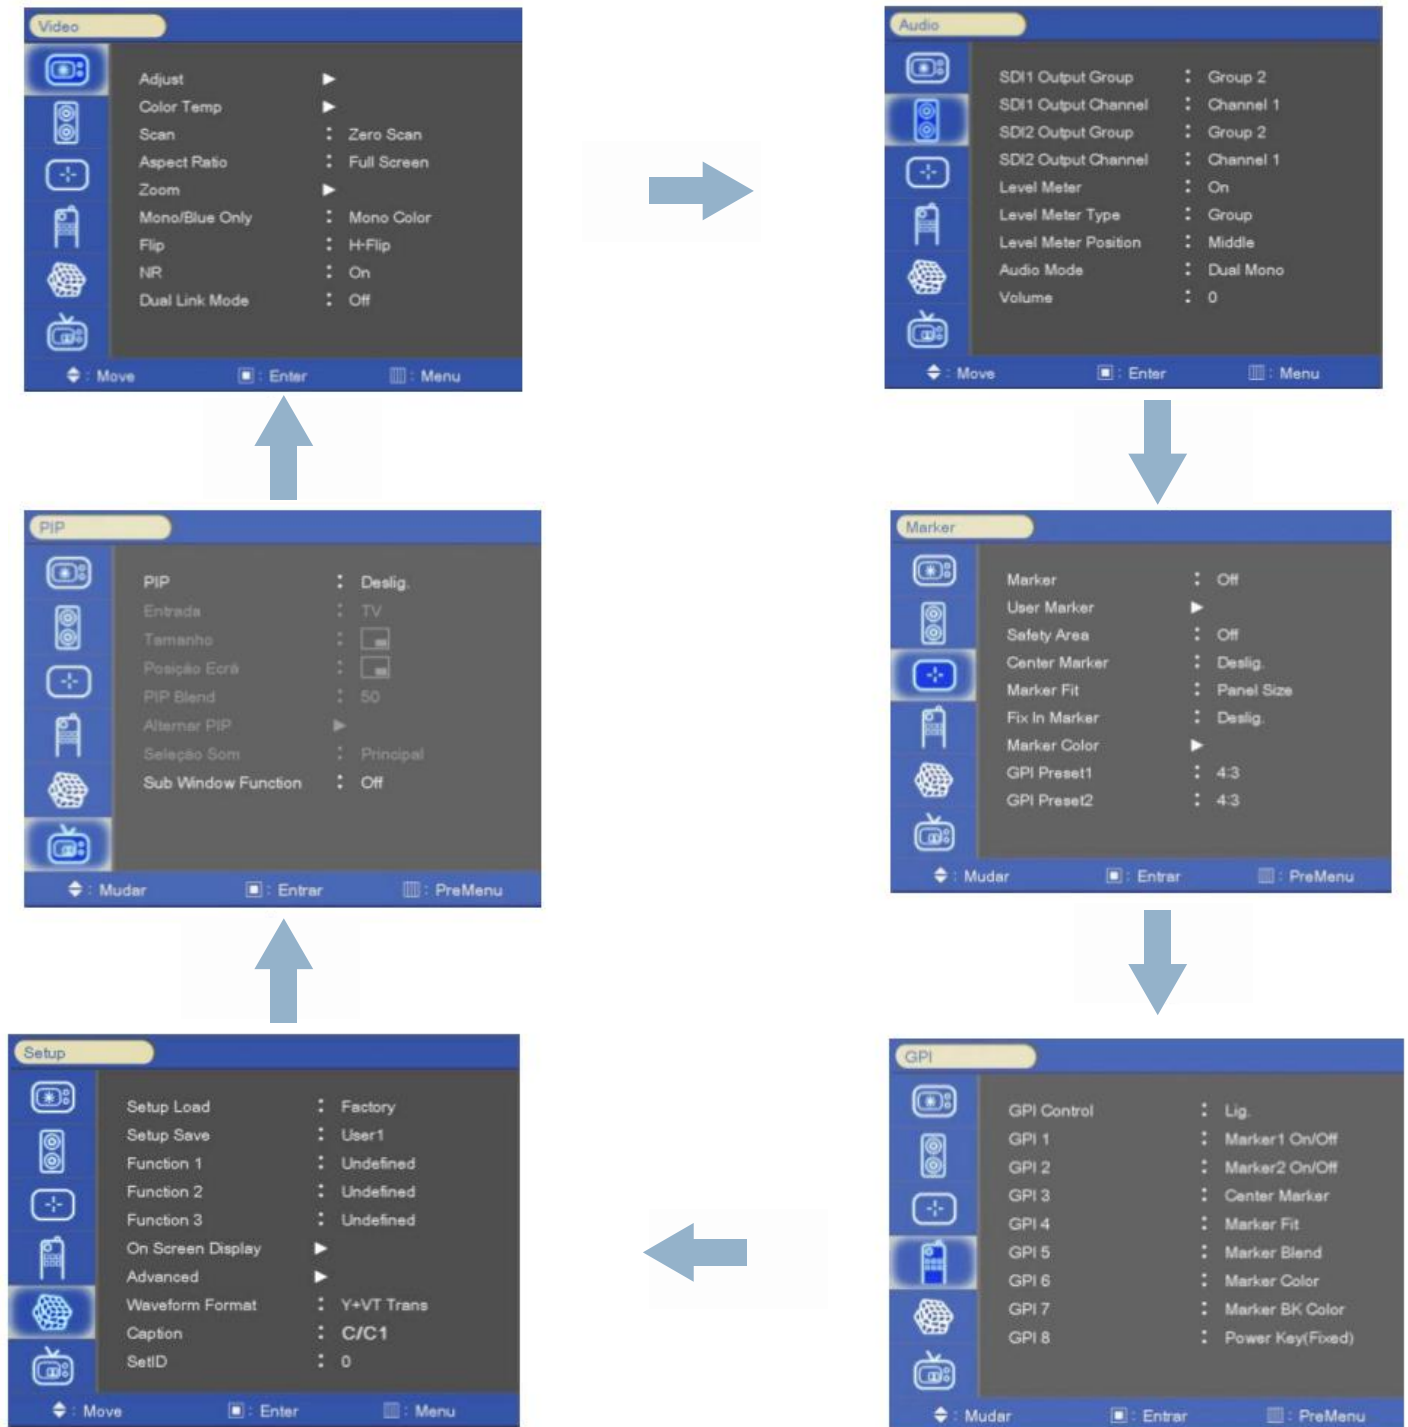 Video
Adjust
Color Temp
Scan : Zero Scan
Aspect Ratio : Full Screen
Zoom
Mono/Blue Only : Mono Color
Flip : H-Flip
NR : On
Dual Link Mode : Off
: Move : Enter : Menu
Audio
SDI1 Output Group : Group 2
SDI1 Output Channel : Channel 1
SDI2 Output Group : Group 2
SDI2 Output Channel : Channel 1
Level Meter : On
Level Meter Type : Group
Level Meter Position : Middle
Audio Mode : Dual Mono
Volume : 0
: Move : Enter : Menu
PIP
PIP : Deslig.
Entrada : TV
Tamanho :
Posição Ecrã :
PIP Blend : 50
Alternar PIP
Seleção Som : Principal
Sub Window Function : Off
: Mudar : Entrar : PreMenu
Marker
Marker : Off
User Marker
Safety Area : Off
Center Marker : Deslig.
Marker Fit : Panel Size
Fix In Marker : Deslig.
Marker Color
GPI Preset1 : 4:3
GPI Preset2 : 4:3
: Mudar : Entrar : PreMenu
Setup
Setup Load : Factory
Setup Save : User1
Function 1 : Undefined
Function 2 : Undefined
Function 3 : Undefined
On Screen Display
Advanced
Waveform Format : Y+VT Trans
Caption : C/C1
SetID : 0
: Move : Enter : Menu
GPI
GPI Control : Lig.
GPI 1 : Marker1 On/Off
GPI 2 : Marker2 On/Off
GPI 3 : Center Marker
GPI 4 : Marker Fit
GPI 5 : Marker Blend
GPI 6 : Marker Color
GPI 7 : Marker BK Color
GPI 8 : Power Key(Fixed)
: Mudar : Entrar : PreMenu